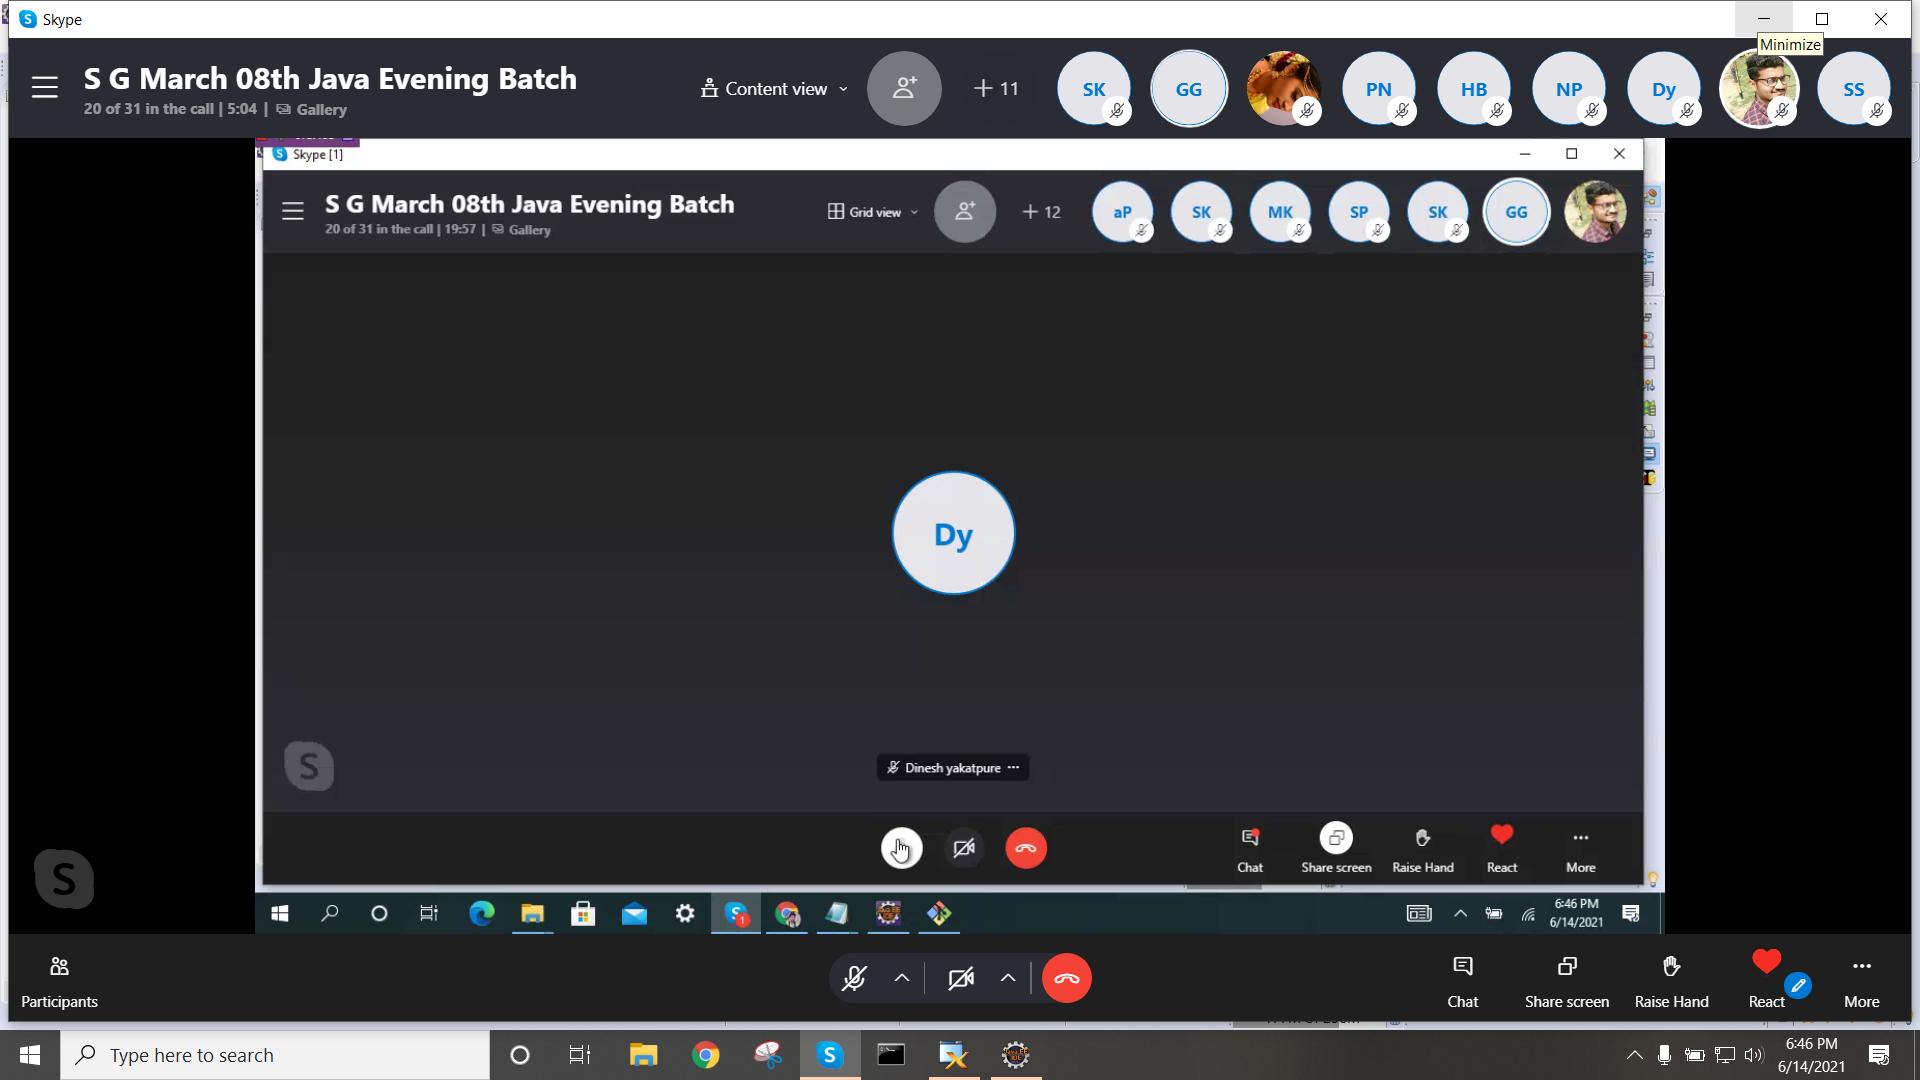 Skype
Minimize
S G March 08th Java Evening Batch
20 of 31 in the call | 5:04 | Gallery
Content view
+ 11
SK
GG
PN
HB
NP
Dy
SS
Skype [1]
S G March 08th Java Evening Batch
20 of 31 in the call | 19:57 | Gallery
Grid view
+ 12
aP
SK
MK
SP
SK
GG
Dy
Dinesh yakatpure
Chat
Share screen
Raise Hand
React
More
6:46 PM
6/14/2021
Participants
Chat
Share screen
Raise Hand
React
More
Type here to search
6:46 PM
6/14/2021